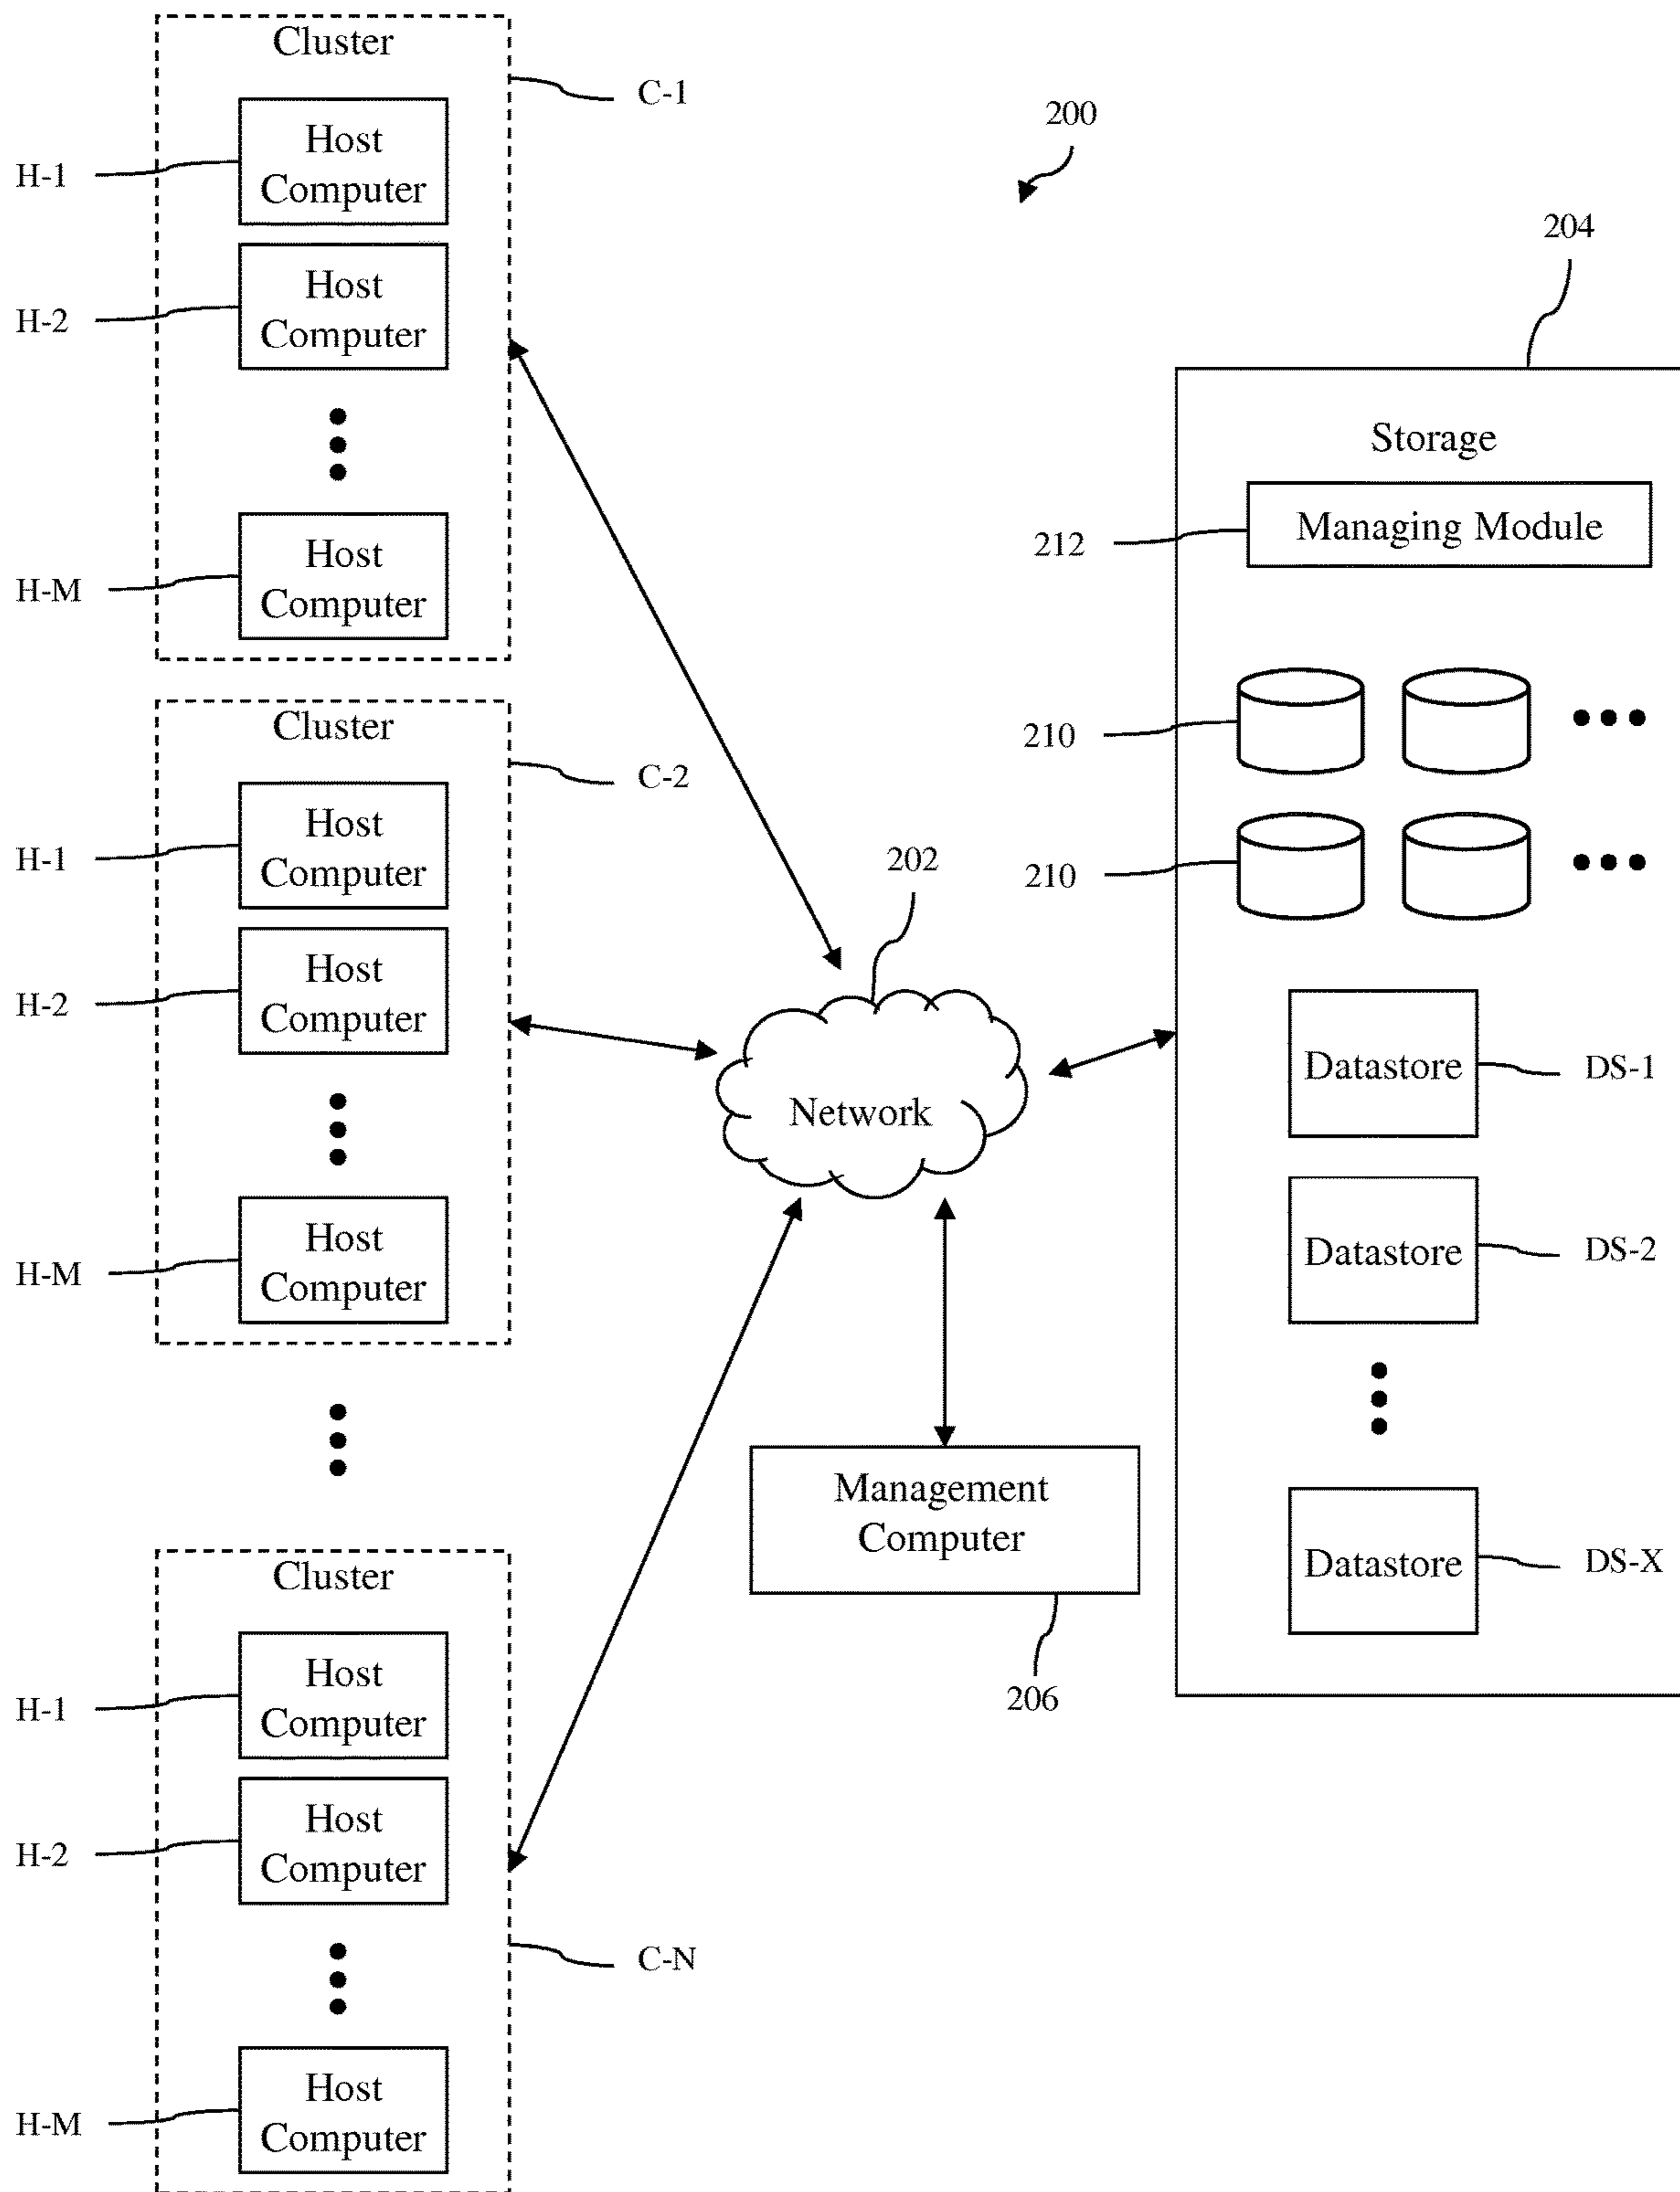 Cluster
C-1
Host
Computer
H-1
Host
Computer
H-2
Host
Computer
H-M
Cluster
C-2
Host
Computer
H-1
Host
Computer
H-2
Host
Computer
H-M
Cluster
Host
Computer
H-1
Host
Computer
H-2
C-N
Host
Computer
H-M
200
202
Network
Management
Computer
206
204
Storage
Managing Module
212
210
210
Datastore
DS-1
Datastore
DS-2
Datastore
DS-X